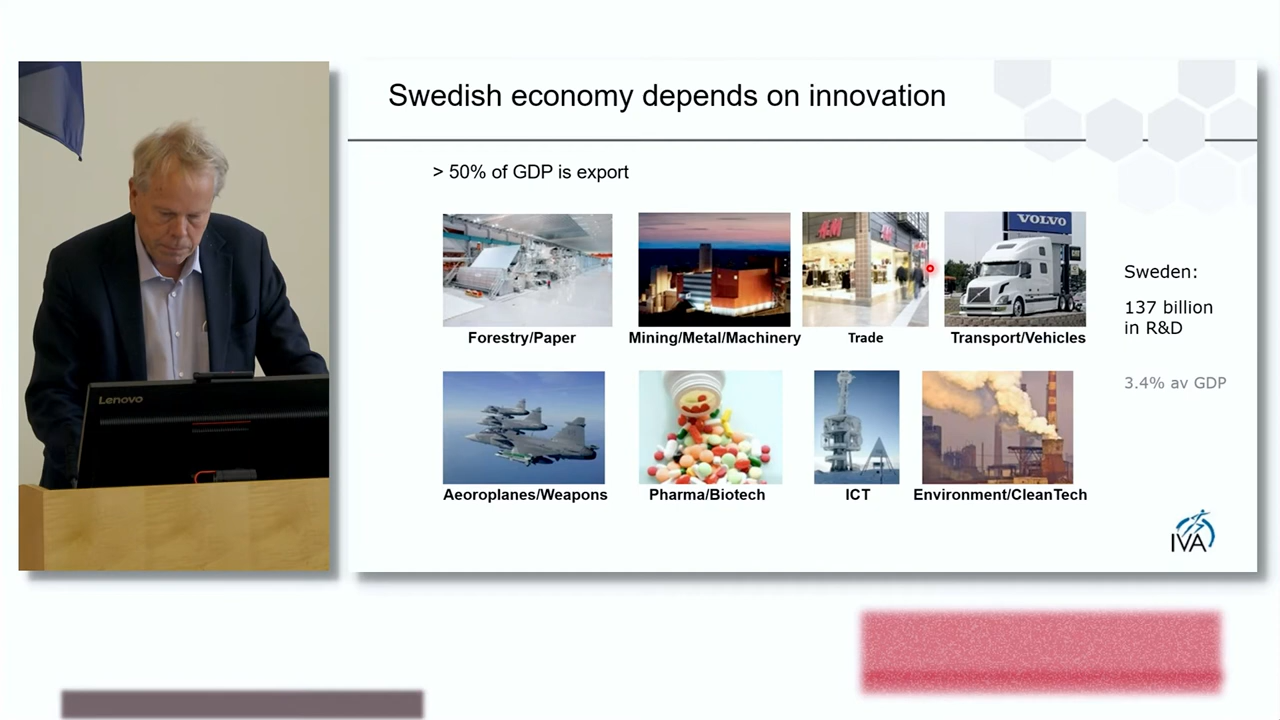 Swedish economy depends on innovation
> 50% of GDP is export
H&M
H&M
VOLVO
Sweden:
137 billion
in R&D
Forestry/Paper
Mining/Metal/Machinery
Trade
Transport/Vehicles
3.4% av GDP
Lenovo
Aeoroplanes/Weapons
Pharma/Biotech
ICT
Environment/CleanTech
IVA